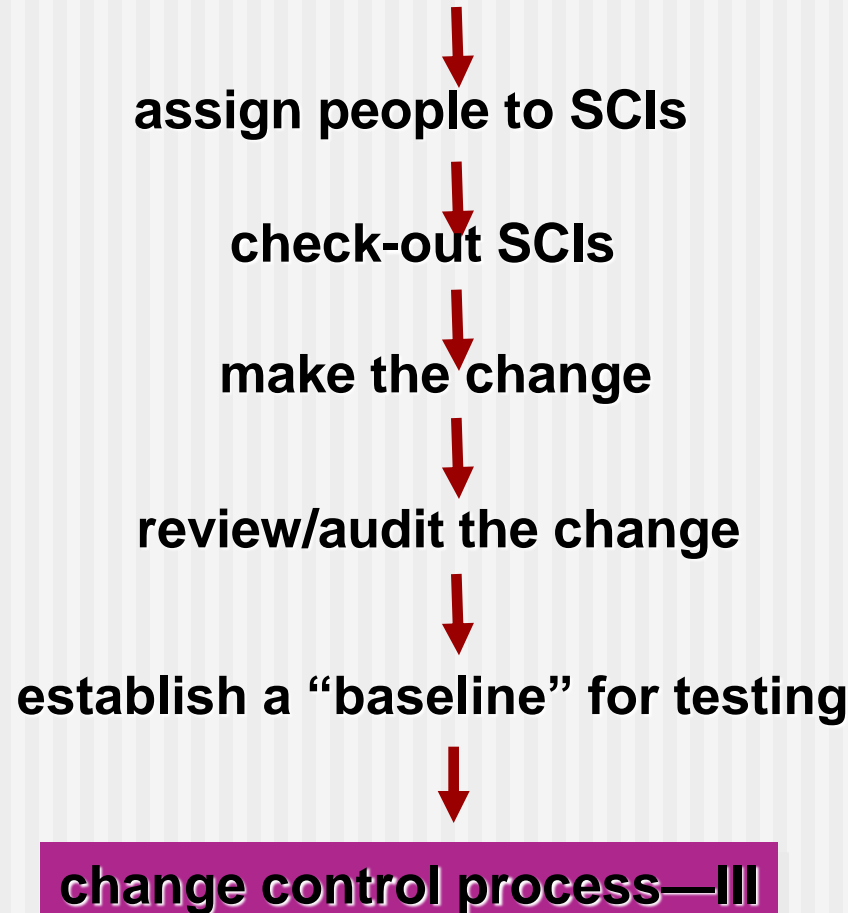 assign people to SCIs
check-out SCIs
make the change
review/audit the change
establish a “baseline” for testing
change control process—III